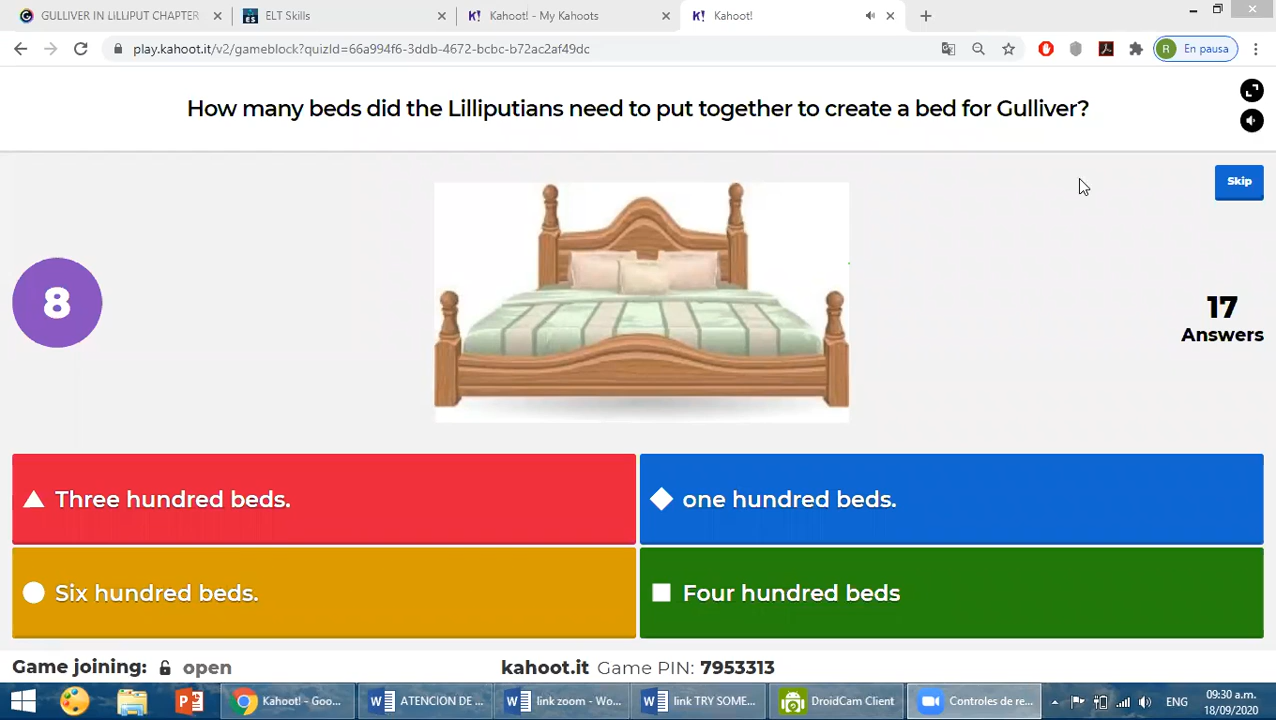 GULLIVER IN LILLIPUT CHAPTER
ELT Skills
Kahoot! - My Kahoots
Kahoot!
play.kahoot.it/v2/gameblock?quizId=66a994f6-3ddb-4672-bcbc-b72ac2af49dc
R En pausa
How many beds did the Lilliputians need to put together to create a bed for Gulliver?
Skip
8
17
Answers
Three hundred beds.
one hundred beds.
Six hundred beds.
Four hundred beds
Game joining: open
kahoot.it Game PIN: 7953313
Kahoot! - Goo...
ATENCION DE ...
link zoom - Wo...
link TRY SOME...
DroidCam Client
Controles de re...
ENG
09:30 a.m.
18/09/2020